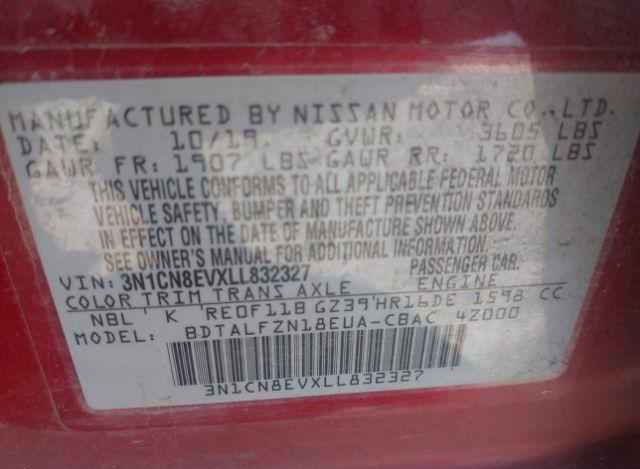 MANUFACTURED BY NISSAN MOTOR CO.,LTD.
DATE: 10/19. GVWR: 3605 LBS
GAWR FR: 1907 LBS GAWR RR: 1720 LBS
THIS VEHICLE CONFORMS TO ALL APPLICABLE FEDERAL MOTOR
VEHICLE SAFETY, BUMPER AND THEFT PREVENTION STANDARDS
IN EFFECT ON THE DATE OF MANUFACTURE SHOWN ABOVE.
SEE OWNER'S MANUAL FOR ADDITIONAL INFORMATION.
VIN: 3N1CN8EVXLL832327 PASSENGER CAR.
COLOR TRIM TRANS AXLE ENGINE
NBL ' K ' RE0F11B GZ39'HR16DE 1598 CC
MODEL: BDTALFZN18EUA-CBAC 4Z000
3N1CN8EVXLL832327